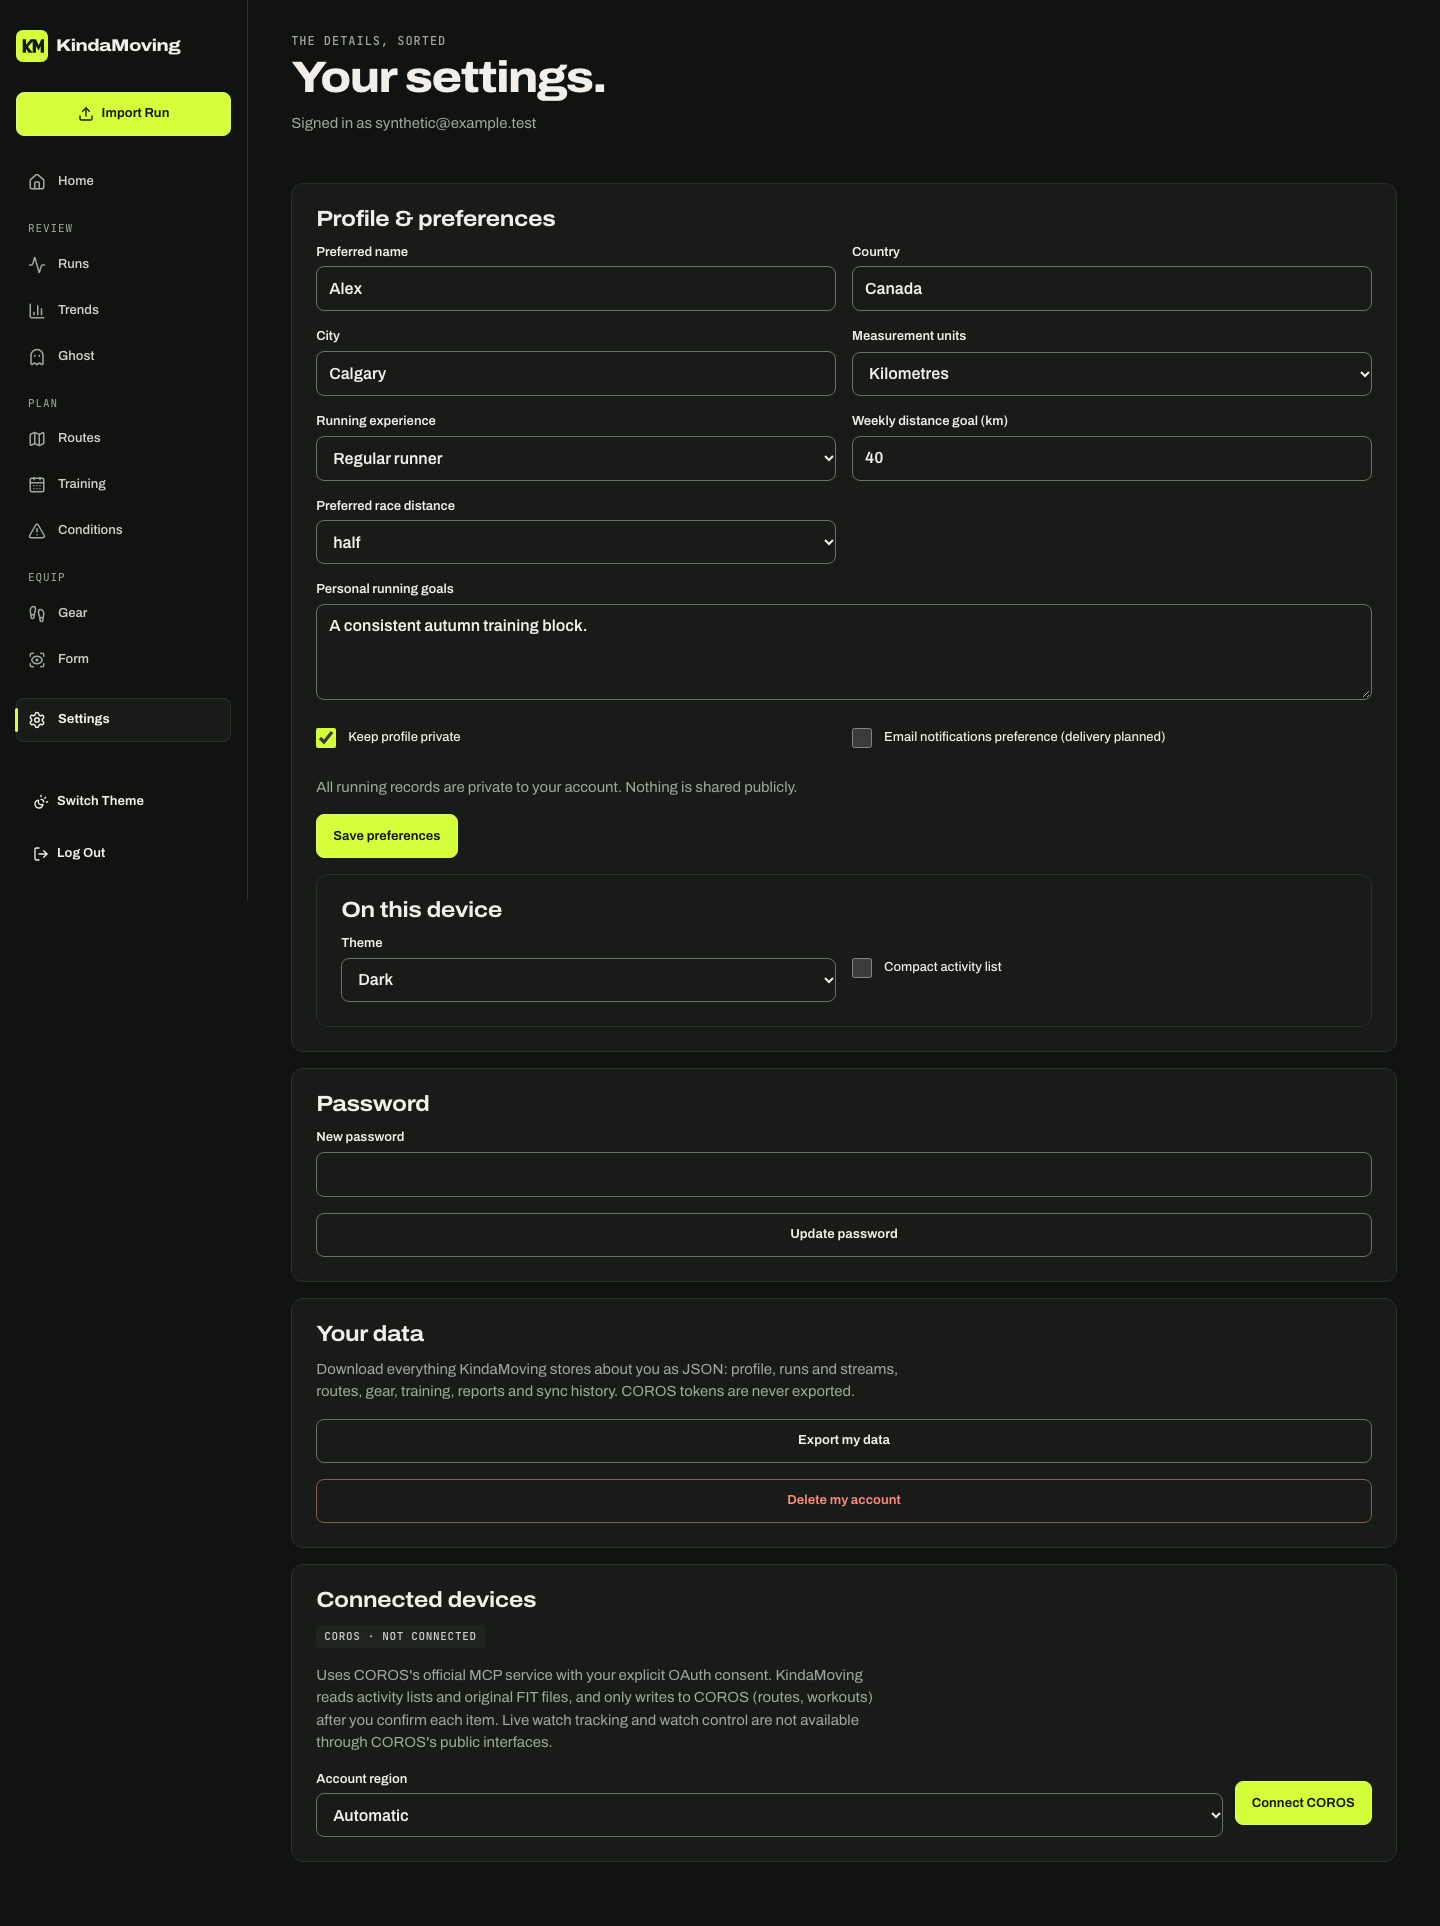 KM KindaMoving
Import Run
Home
REVIEW
Runs
Trends
Ghost
PLAN
Routes
Training
Conditions
EQUIP
Gear
Form
Settings
Switch Theme
Log Out
THE DETAILS, SORTED
Your settings.
Signed in as synthetic@example.test
Profile & preferences
Preferred name
Alex
Country
Canada
City
Calgary
Measurement units
Kilometres
Running experience
Regular runner
Weekly distance goal (km)
40
Preferred race distance
half
Personal running goals
A consistent autumn training block.
Keep profile private
Email notifications preference (delivery planned)
All running records are private to your account. Nothing is shared publicly.
Save preferences
On this device
Theme
Dark
Compact activity list
Password
New password
Update password
Your data
Download everything KindaMoving stores about you as JSON: profile, runs and streams,
routes, gear, training, reports and sync history. COROS tokens are never exported.
Export my data
Delete my account
Connected devices
COROS · NOT CONNECTED
Uses COROS's official MCP service with your explicit OAuth consent. KindaMoving
reads activity lists and original FIT files, and only writes to COROS (routes, workouts)
after you confirm each item. Live watch tracking and watch control are not available
through COROS's public interfaces.
Account region
Automatic
Connect COROS